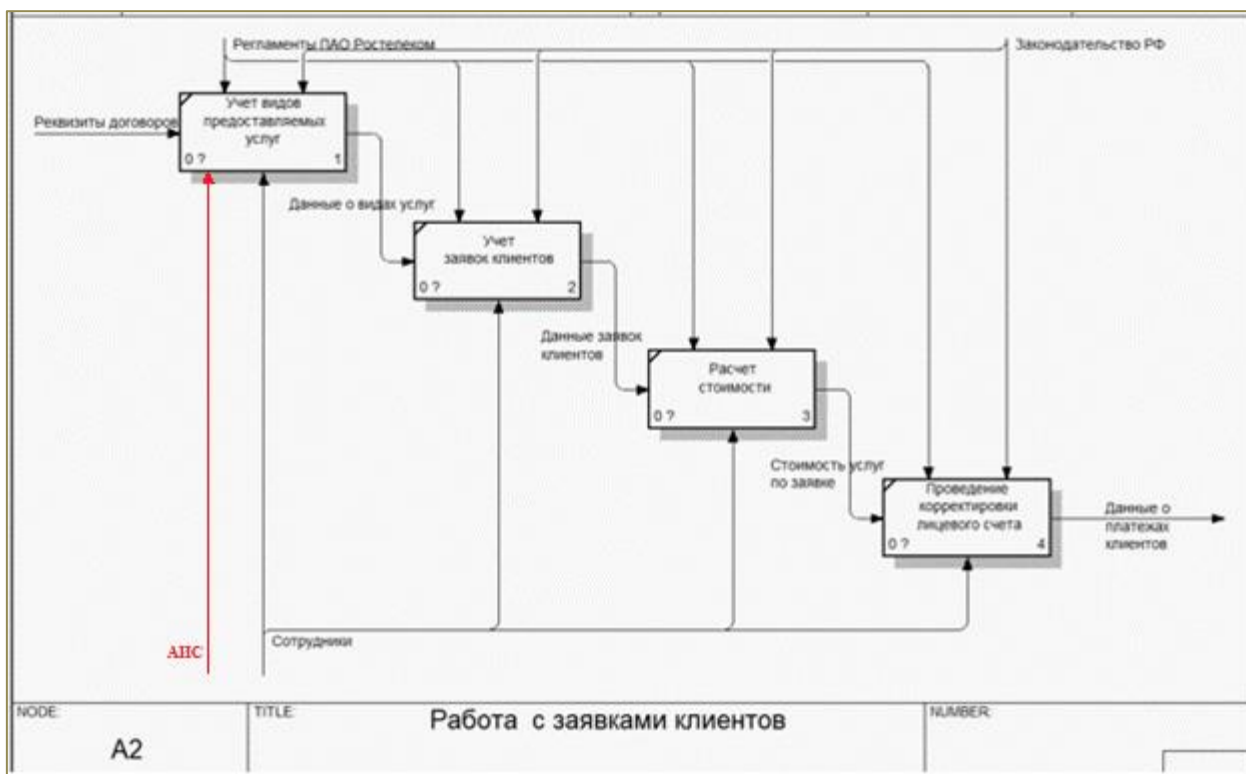 Регламенты ПАО Ростелеком
Законодательство РФ
Реквизиты договоров
Учет видов
предоставляемых
услуг
0 ?
1
Данные о видах услуг
Учет
заявок клиентов
0 ?
2
Данные заявок
клиентов
Расчет
стоимости
0 ?
3
Стоимость услуг
по заявке
Проведение
корректировки
лицевого счета
0 ?
4
Данные о
платежах
клиентов
Сотрудники
АИС
NODE:
A2
TITLE:
Работа с заявками клиентов
NUMBER: